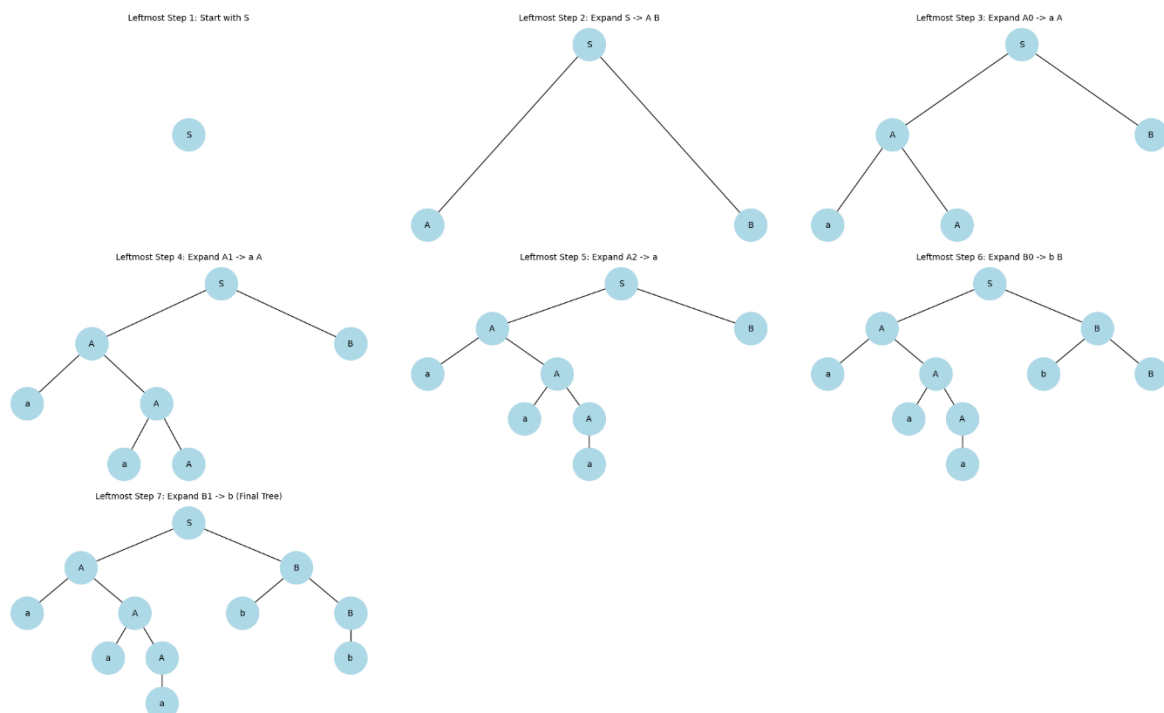 Leftmost Step 1: Start with S
S
Leftmost Step 2: Expand S -> A B
S
A B
Leftmost Step 3: Expand A0 -> a A
S
A B
a A
Leftmost Step 4: Expand A1 -> a A
S
A B
a A
a A
Leftmost Step 5: Expand A2 -> a
S
A B
a A
a A
a
Leftmost Step 6: Expand B0 -> b B
S
A B
a A b B
a A
a
Leftmost Step 7: Expand B1 -> b (Final Tree)
S
A B
a A b B
a A b
a